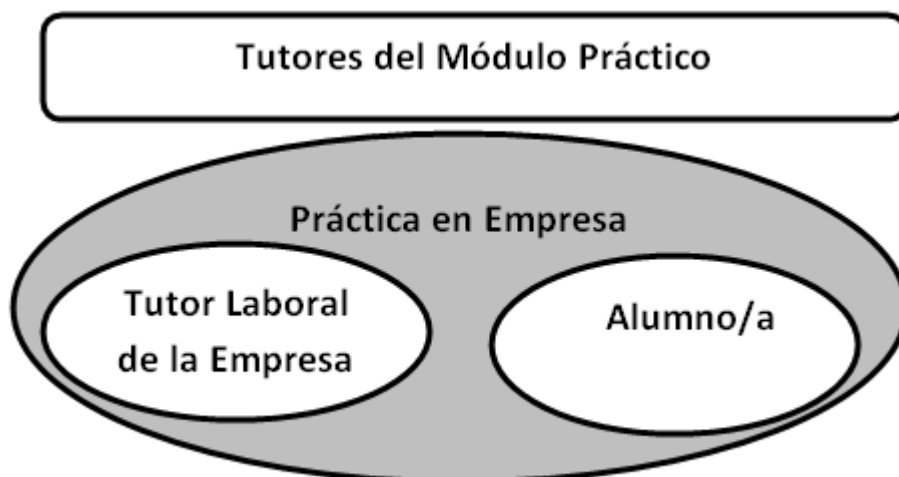 Tutores del Módulo Práctico
Práctica en Empresa
Tutor Laboral
de la Empresa
Alumno/a